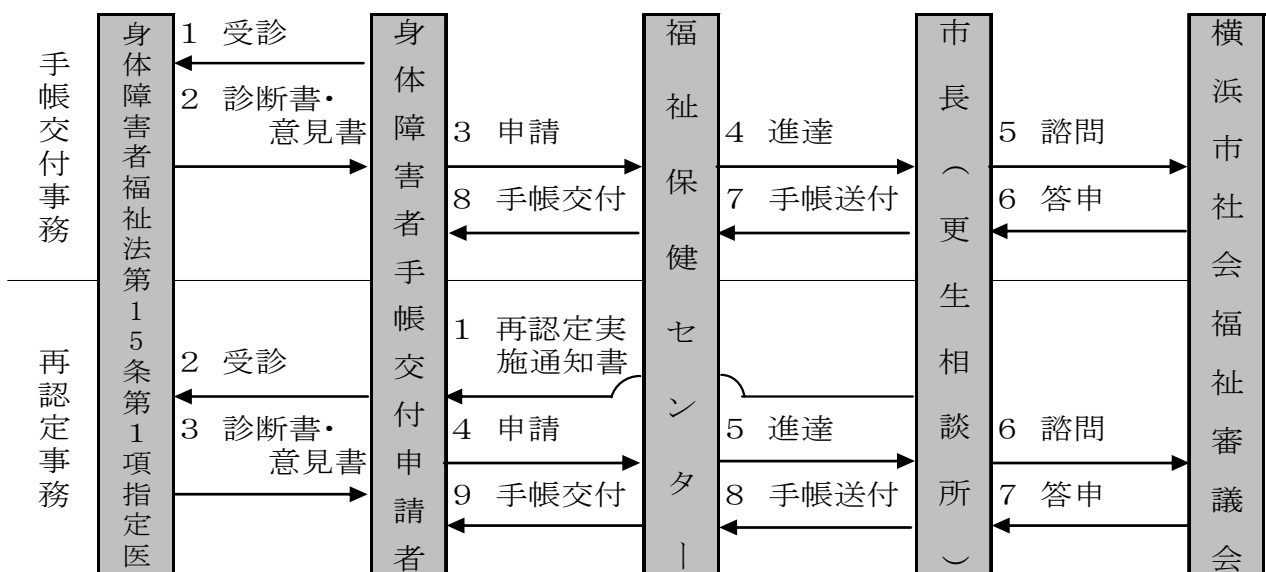 手帳交付事務
再認定事務
身体障害者福祉法第15条第1項指定医
身体障害者手帳交付申請者
福祉保健センター
市長（更生相談所）
横浜市社会福祉審議会
1 受診
2 診断書・
意見書
3 申請
4 進達
5 諮問
8 手帳交付
7 手帳送付
6 答申
1 再認定実
施通知書
2 受診
3 診断書・
意見書
4 申請
5 進達
6 諮問
9 手帳交付
8 手帳送付
7 答申